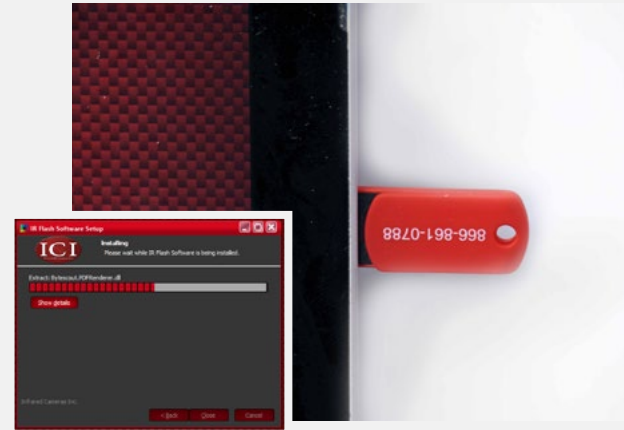 866-861-0788
IR Flash Software Setup
ICI
Installing
Please wait while IR Flash Software is being installed.
Extract: Bytescout.PDFRenderer.dll
Show details
Infrared Cameras Inc.
< Back
Close
Cancel